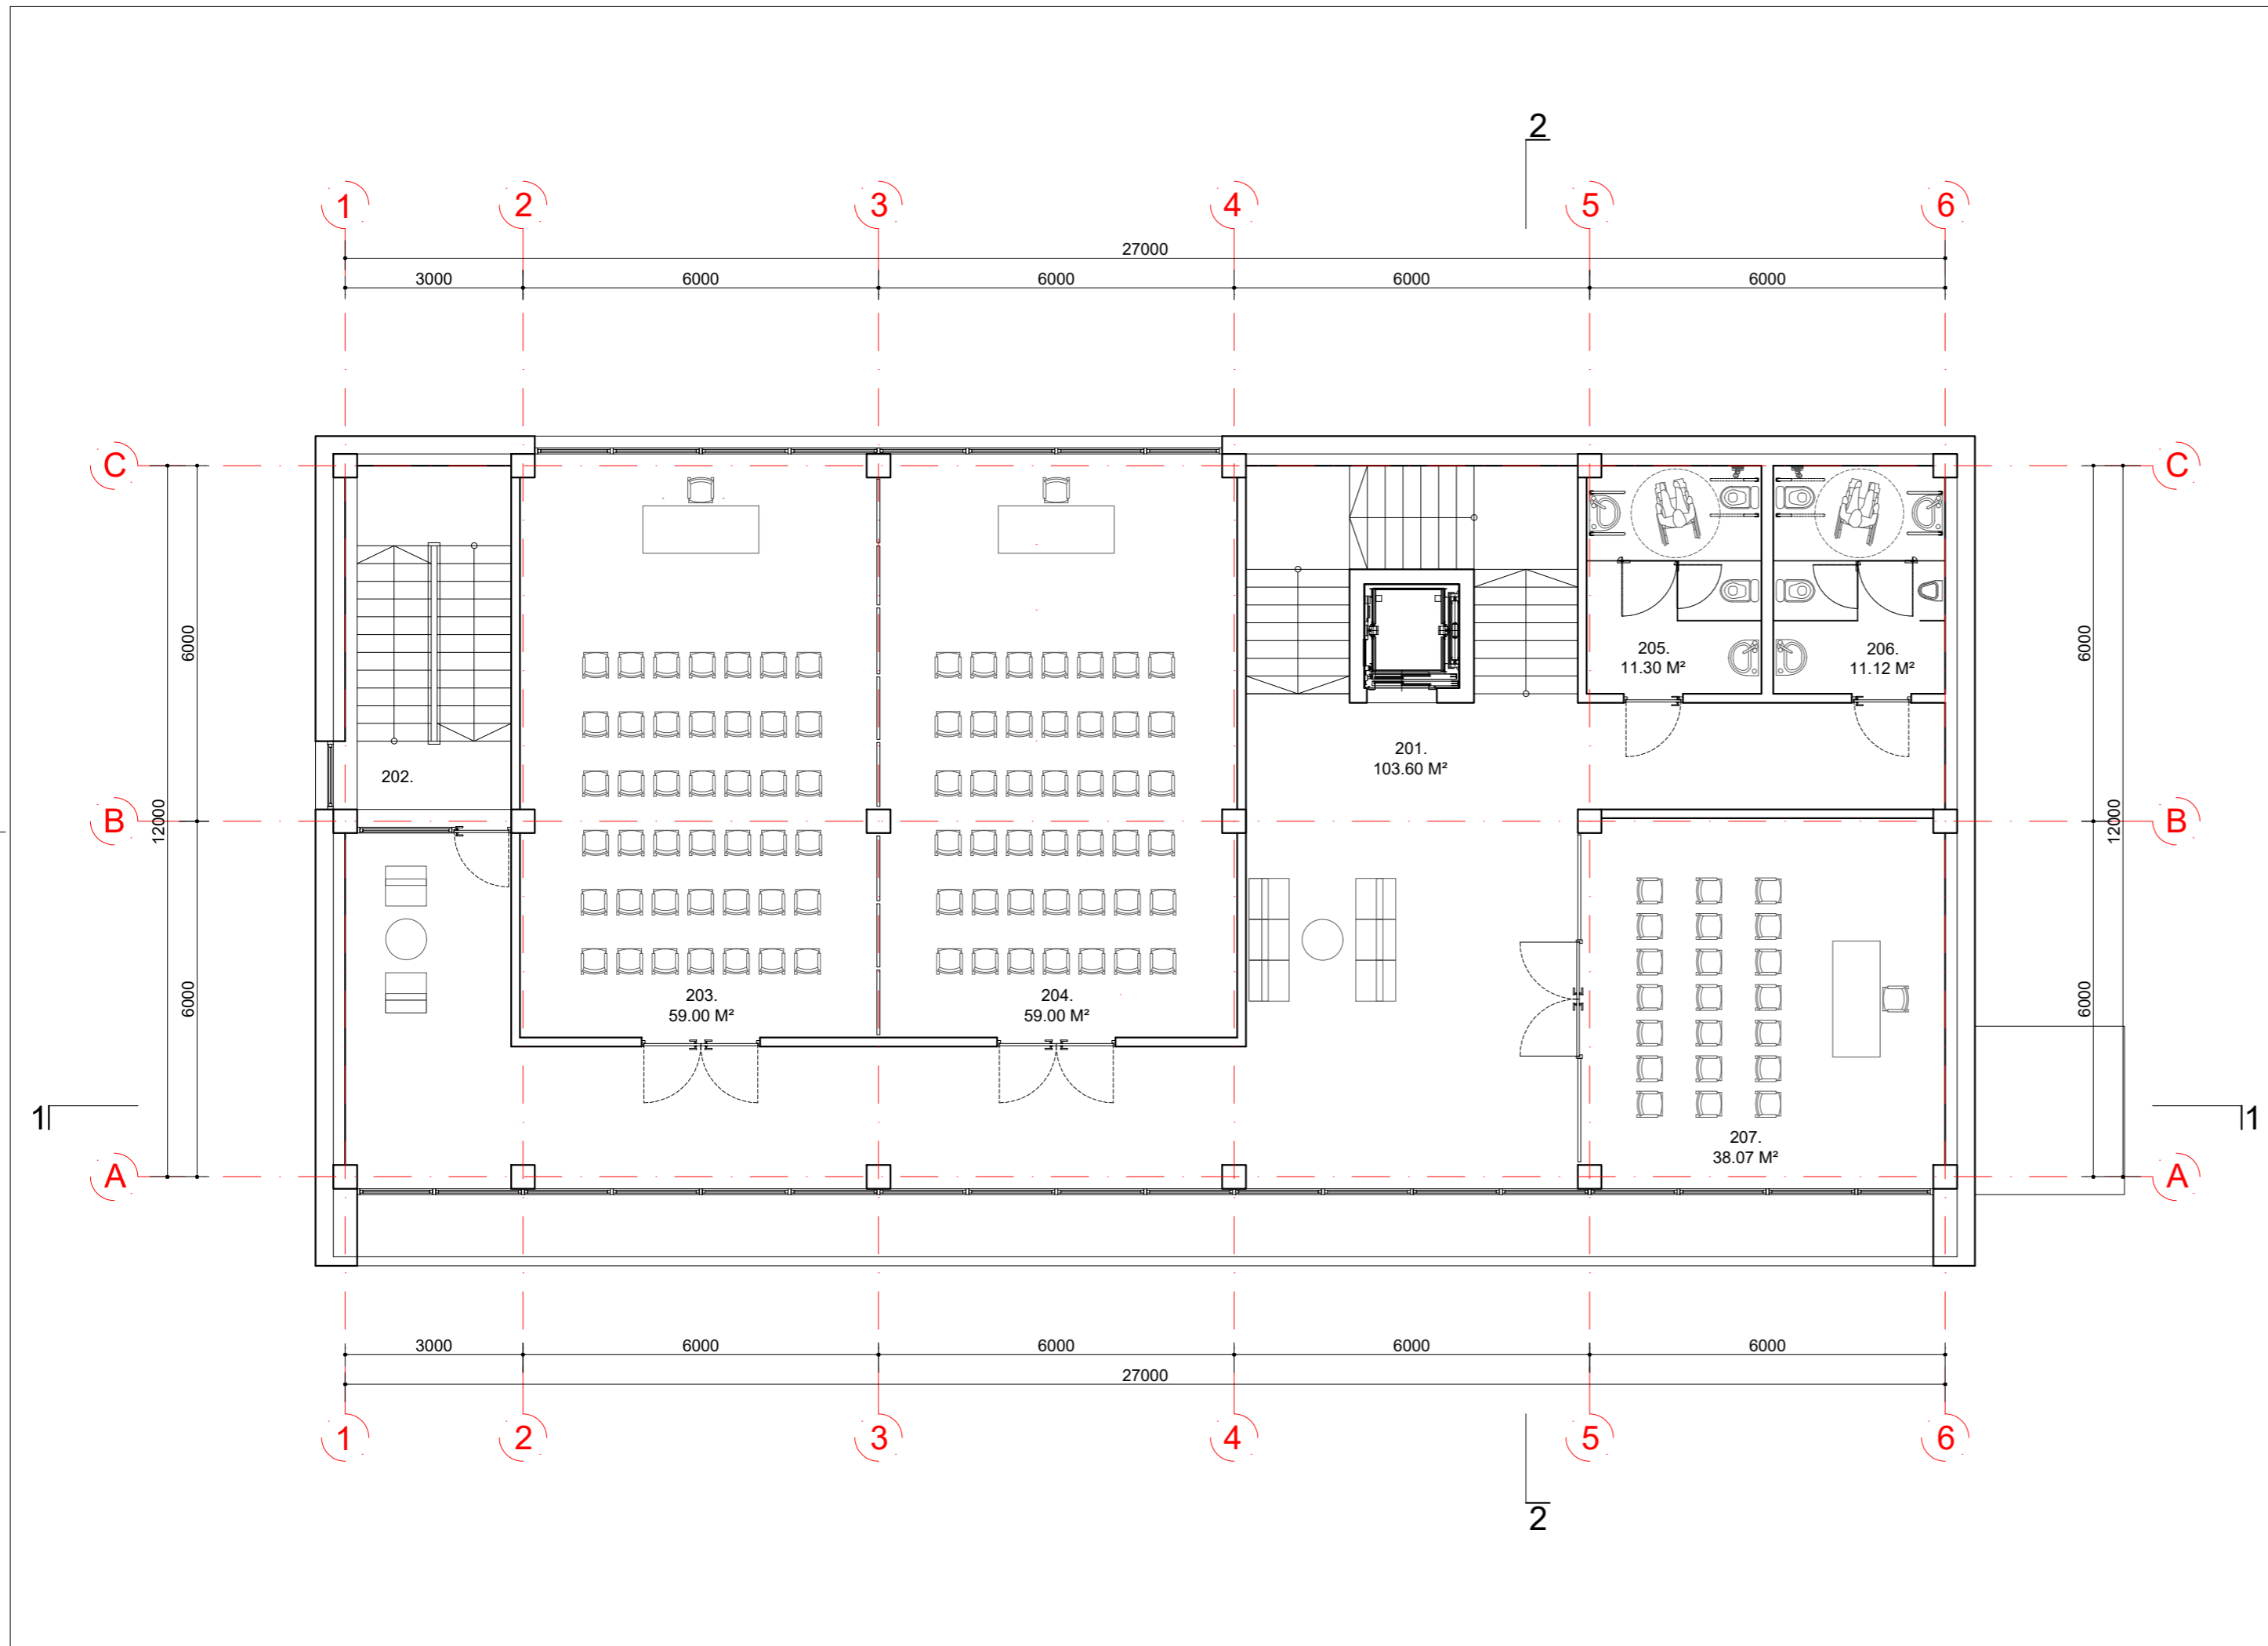 2
1 2 3 4 5 6
27000
3000 6000 6000 6000 6000
C C
6000 6000
205.
11.30 M²
206.
11.12 M²
201.
103.60 M²
202.
B B
12000 12000
6000 6000
203.
59.00 M²
204.
59.00 M²
1 1
207.
38.07 M²
A A
3000 6000 6000 6000 6000
27000
1 2 3 4 5 6
2